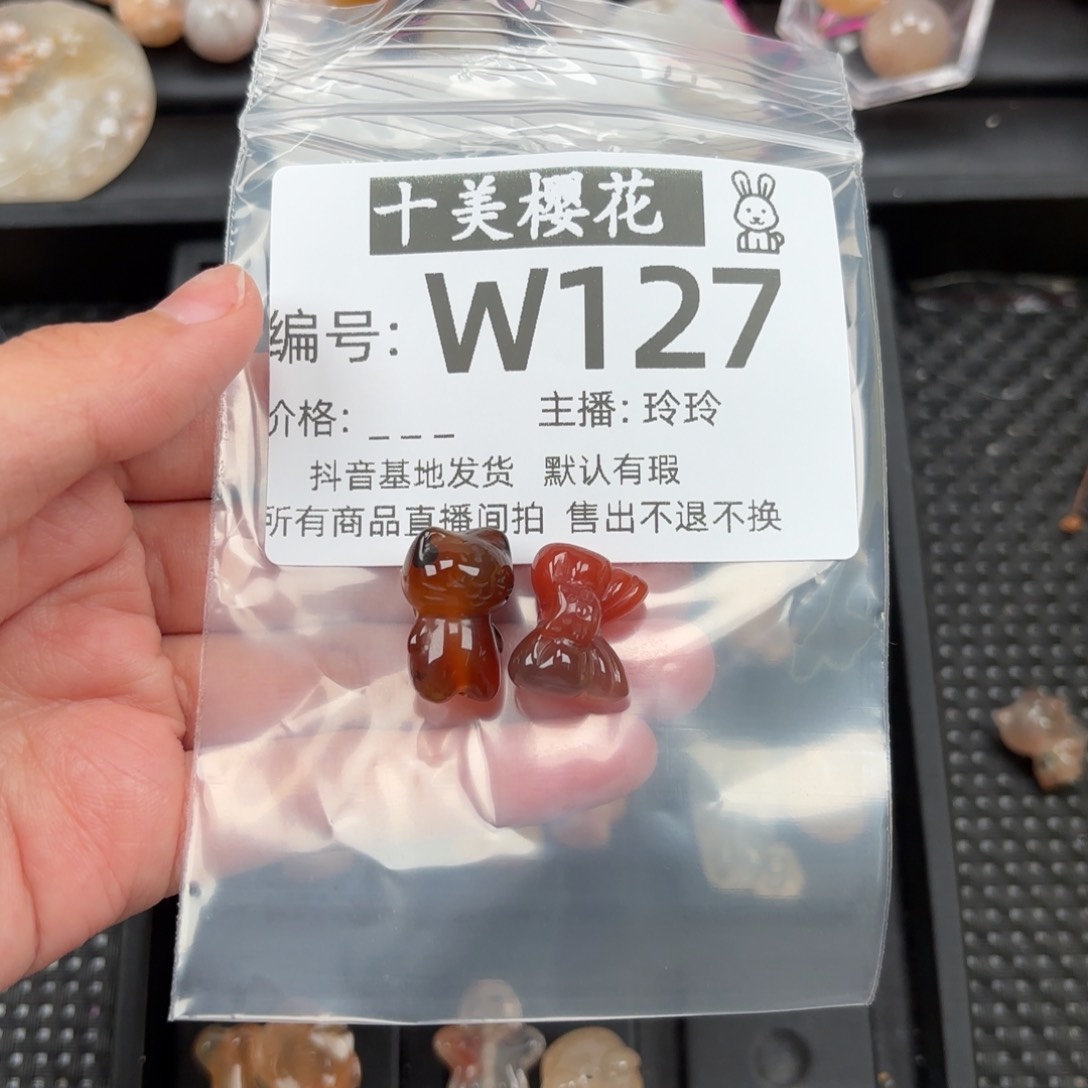 十美樱花
编号: W127
价格: _ _ _ 主播: 玲玲
抖音基地发货 默认有瑕
所有商品直播间拍 售出不退不换